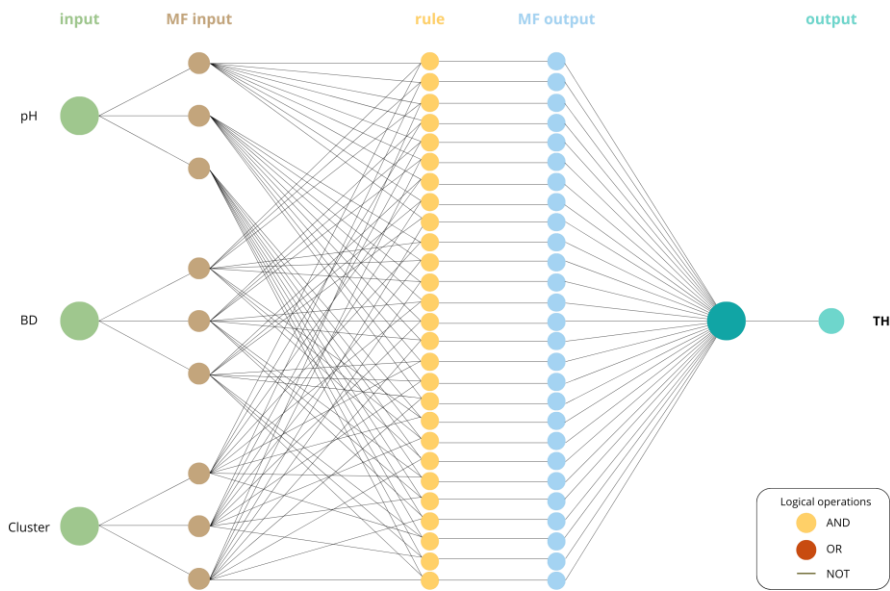 input MF input rule MF output output
pH
BD
TH
Cluster
Logical operations
AND
OR
NOT